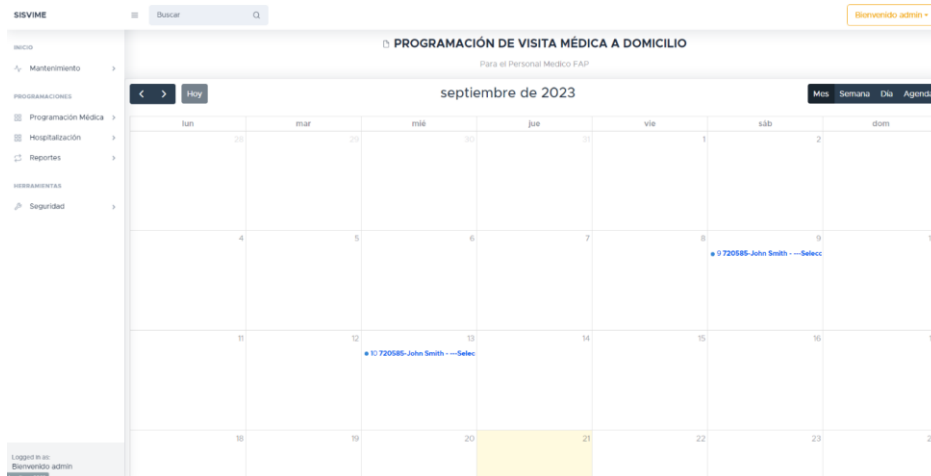 SISVIME
Buscar
Bienvenido admin
INICIO
Mantenimiento
PROGRAMACIONES
Programación Médica
Hospitalización
Reportes
HERRAMIENTAS
Seguridad
Logged in as:
Bienvenido admin
PROGRAMACIÓN DE VISITA MÉDICA A DOMICILIO
Para el Personal Medico FAP
Hoy
septiembre de 2023
Mes Semana Día Agenda
lun mar mié jue vie sáb dom
28 29 30 31 1 2
4 5 6 7 8 9 1
9 720585-John Smith - ---Selecc
11 12 13 14 15 16 1
10 720585-John Smith - ---Selec
18 19 20 21 22 23 2